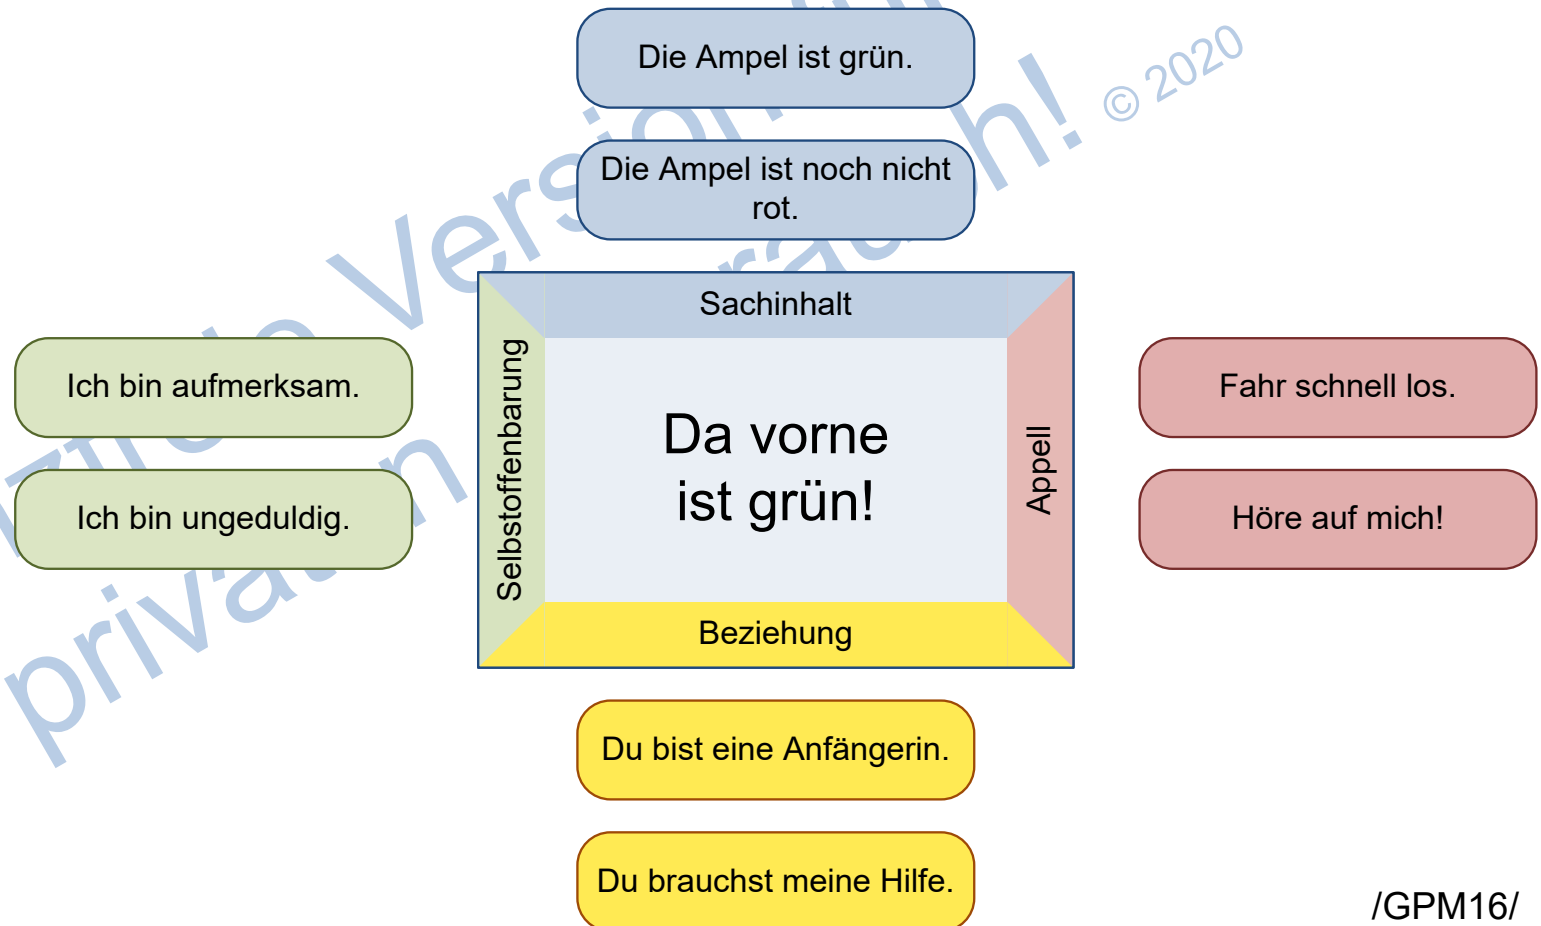 Die Ampel ist grün.
© 2020
Die Ampel ist noch nicht
rot.
Sachinhalt
Ich bin aufmerksam.
Ich bin ungeduldig.
Selbstoffenbarung
Da vorne
ist grün!
Appell
Fahr schnell los.
Höre auf mich!
Beziehung
Du bist eine Anfängerin.
Du brauchst meine Hilfe.
/GPM16/